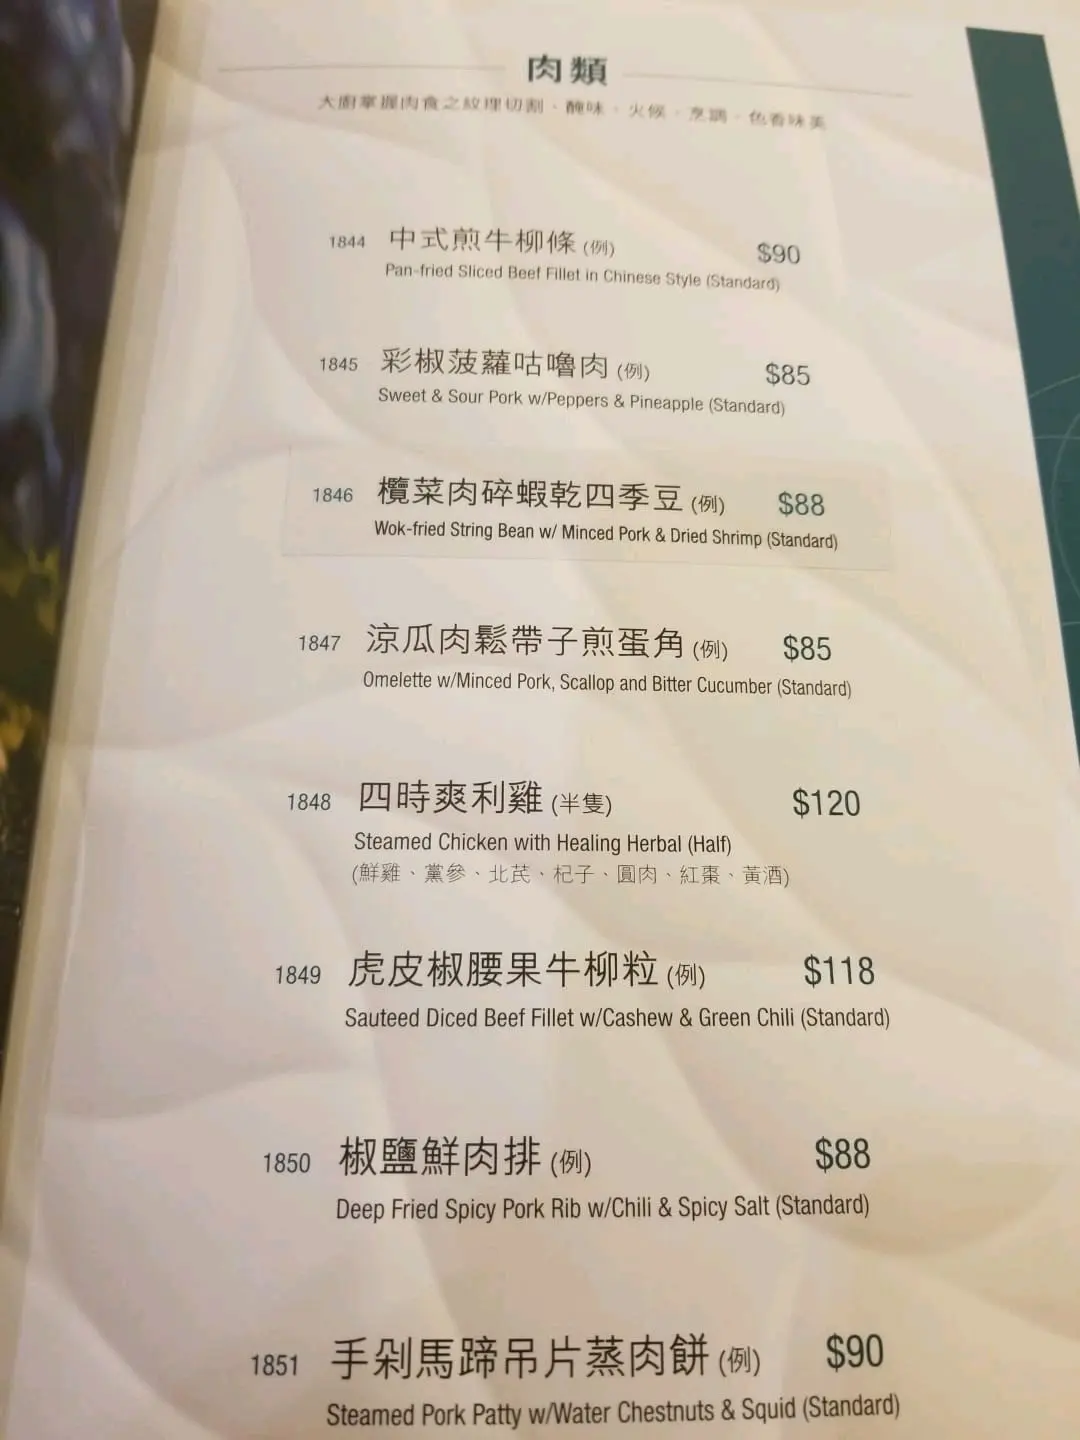 肉類
大廚掌握肉食之紋理切割、醃味、火候、烹調、色香味美
1844 中式煎牛柳條 (例) $90
Pan-fried Sliced Beef Fillet in Chinese Style (Standard)
1845 彩椒菠蘿咕嚕肉 (例) $85
Sweet & Sour Pork w/Peppers & Pineapple (Standard)
1846 欖菜肉碎蝦乾四季豆 (例) $88
Wok-fried String Bean w/ Minced Pork & Dried Shrimp (Standard)
1847 涼瓜肉鬆帶子煎蛋角 (例) $85
Omelette w/Minced Pork, Scallop and Bitter Cucumber (Standard)
1848 四時爽利雞 (半隻) $120
Steamed Chicken with Healing Herbal (Half)
(鮮雞、黨參、北芪、杞子、圓肉、紅棗、黃酒)
1849 虎皮椒腰果牛柳粒 (例) $118
Sauteed Diced Beef Fillet w/Cashew & Green Chili (Standard)
1850 椒鹽鮮肉排 (例) $88
Deep Fried Spicy Pork Rib w/Chili & Spicy Salt (Standard)
1851 手剁馬蹄吊片蒸肉餅 (例) $90
Steamed Pork Patty w/Water Chestnuts & Squid (Standard)